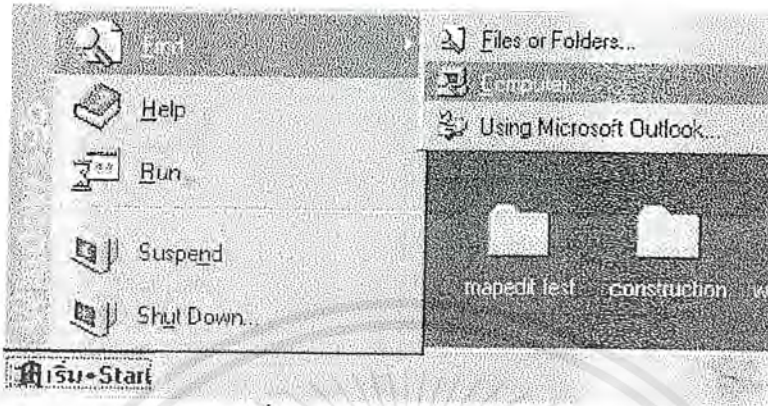 Find
Files or Folders...
Computer...
Help
Using Microsoft Outlook...
Run...
Suspend
mapedit test
construction
Shut Down...
เริ่ม•Start